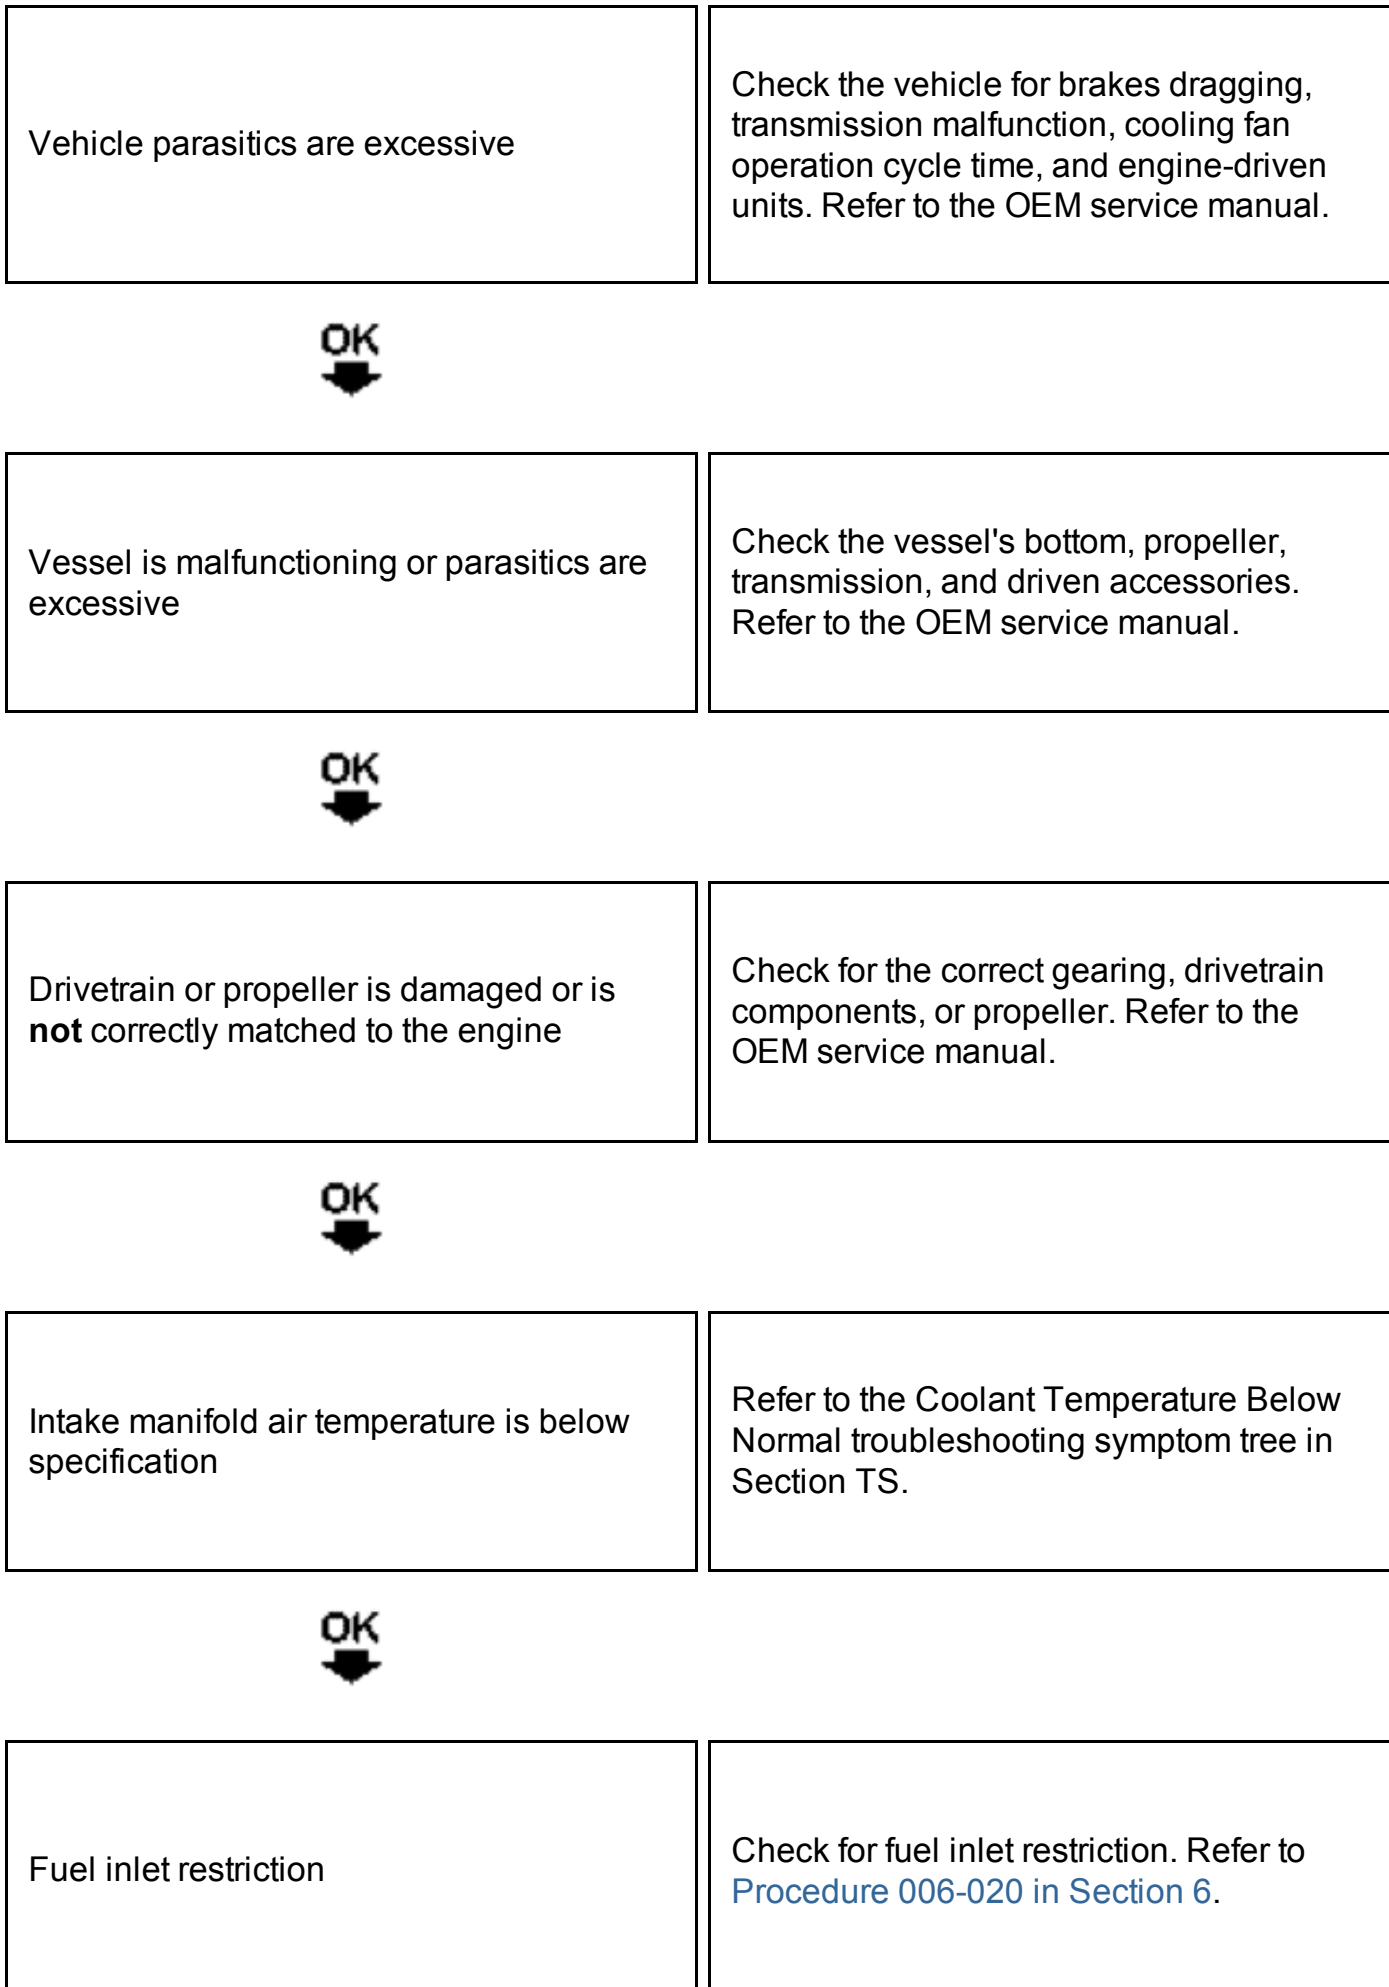 Vehicle parasitics are excessive
Check the vehicle for brakes dragging,
transmission malfunction, cooling fan
operation cycle time, and engine-driven
units. Refer to the OEM service manual.
OK
Vessel is malfunctioning or parasitics are
excessive
Check the vessel's bottom, propeller,
transmission, and driven accessories.
Refer to the OEM service manual.
OK
Drivetrain or propeller is damaged or is
not correctly matched to the engine
Check for the correct gearing, drivetrain
components, or propeller. Refer to the
OEM service manual.
OK
Intake manifold air temperature is below
specification
Refer to the Coolant Temperature Below
Normal troubleshooting symptom tree in
Section TS.
OK
Fuel inlet restriction
Check for fuel inlet restriction. Refer to
Procedure 006-020 in Section 6.